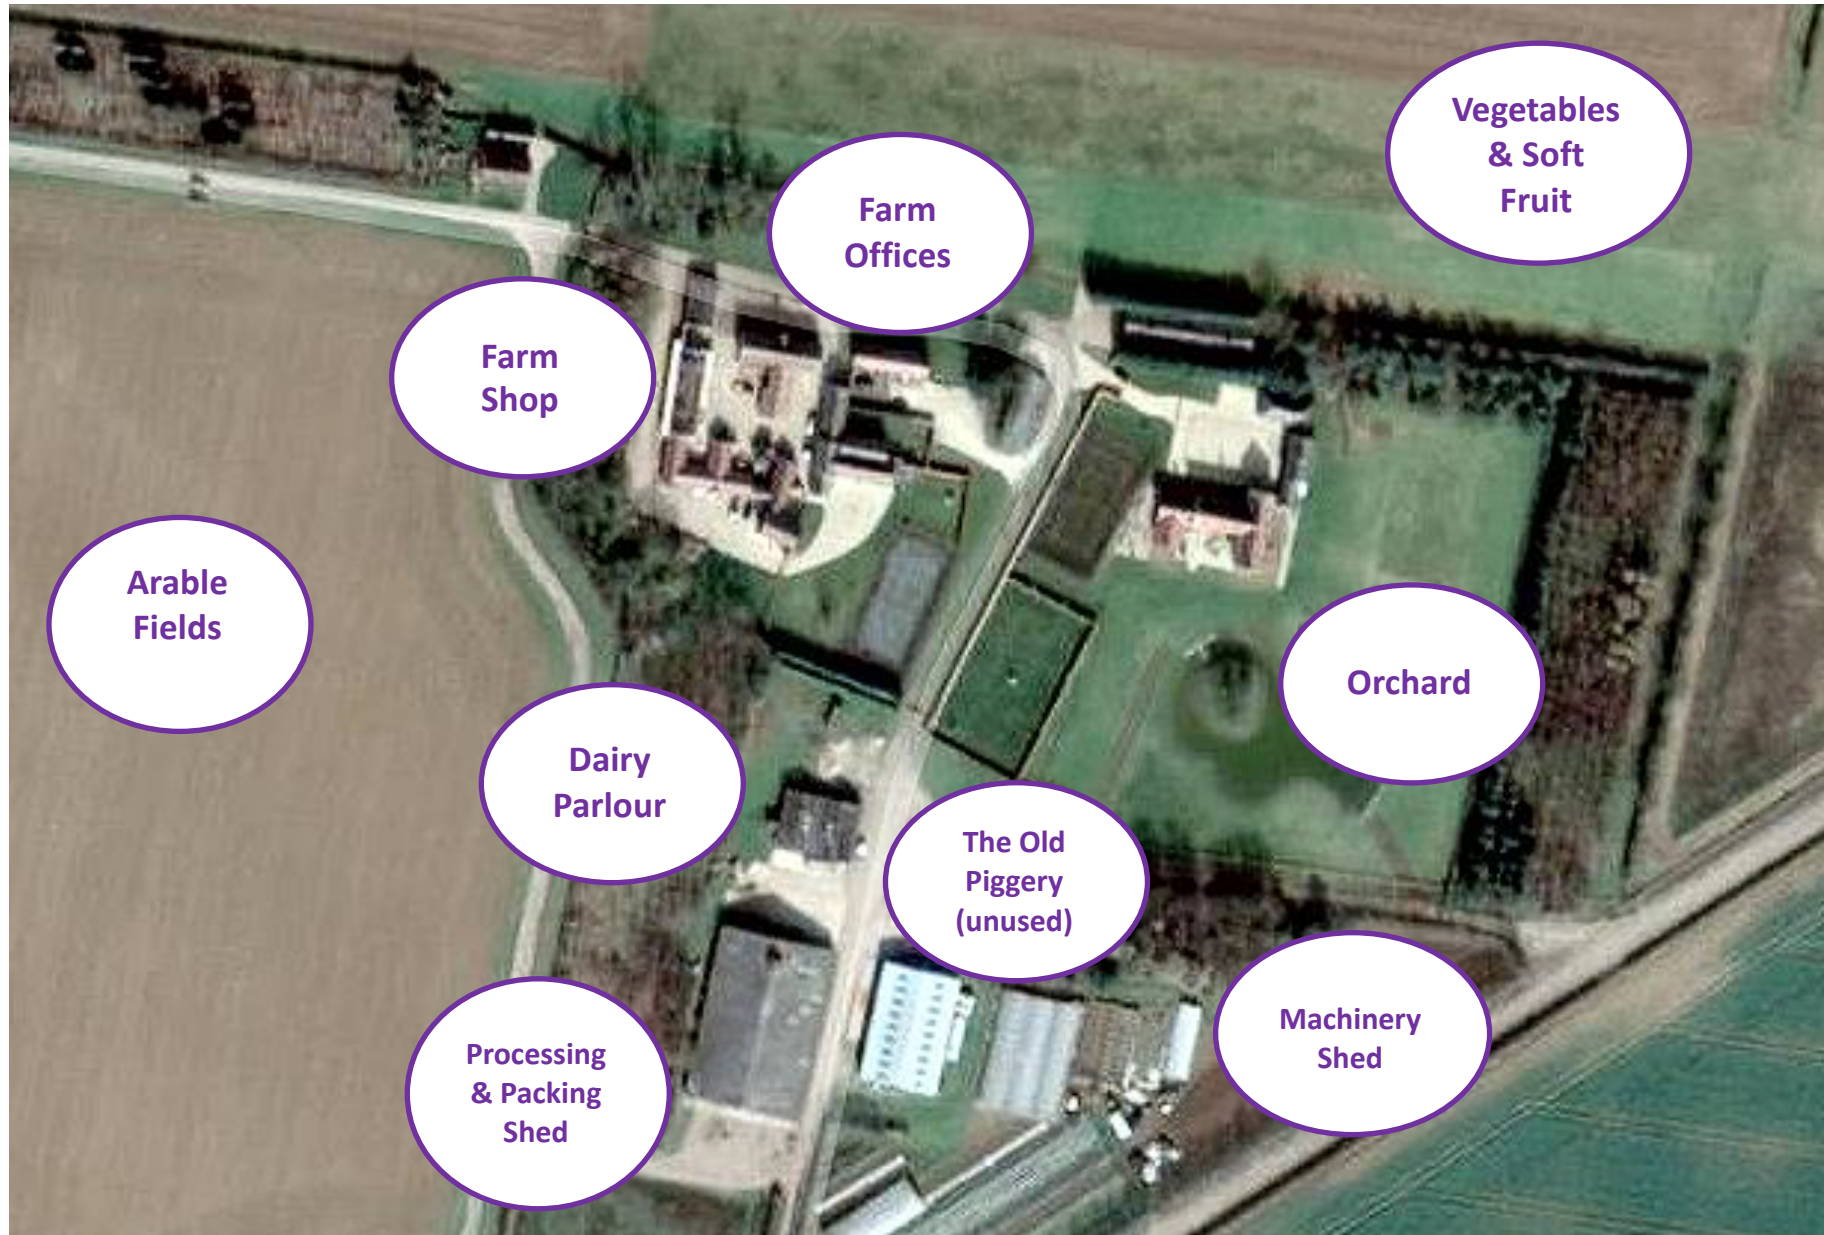 Vegetables
& Soft
Fruit
Farm
Offices
Farm
Shop
Arable
Fields
Orchard
Dairy
Parlour
The Old
Piggery
(unused)
Machinery
Shed
Processing
& Packing
Shed